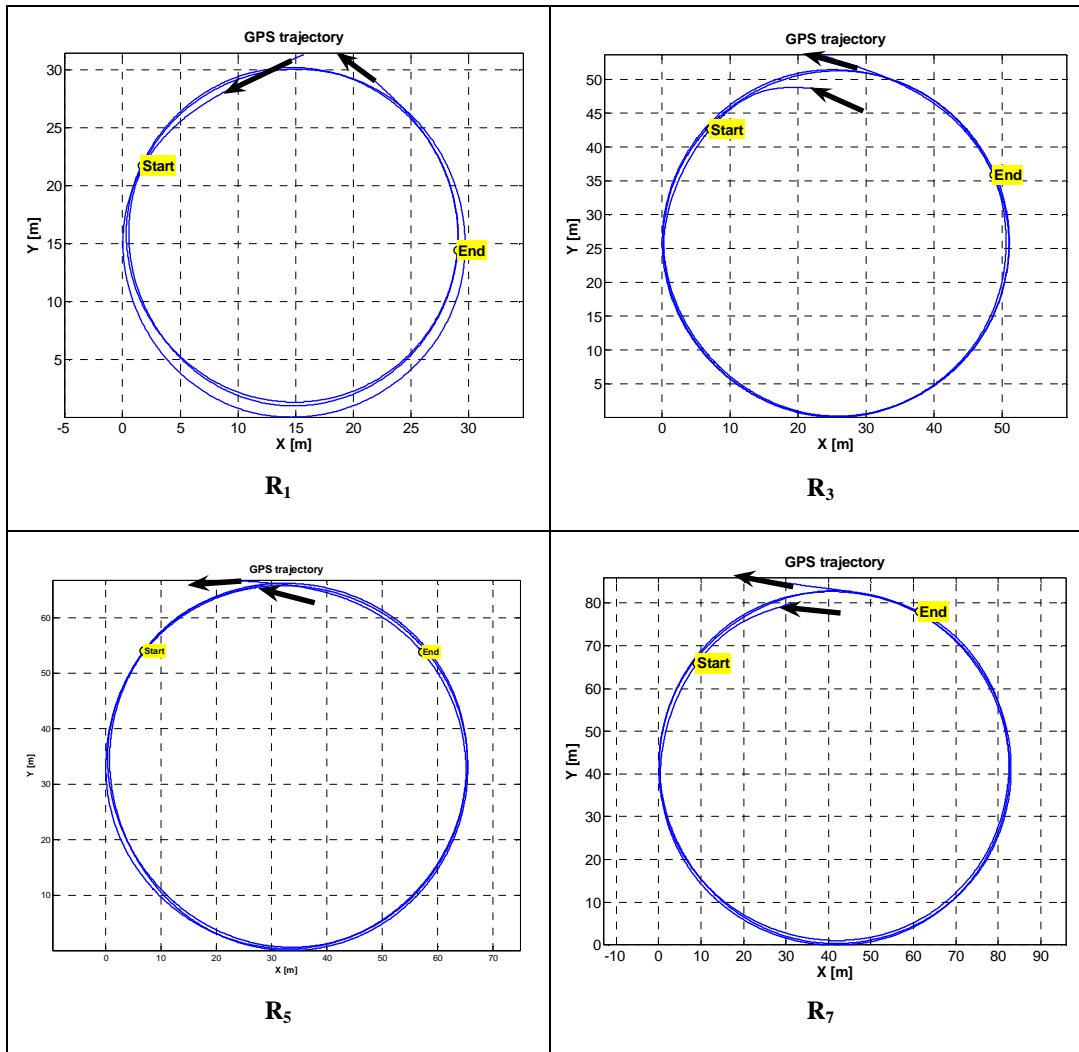 GPS trajectory
30
25
20
15
10
5
Y [m]
Start
End
-5 0 5 10 15 20 25 30
X [m]
R₁
GPS trajectory
50
45
40
35
30
25
20
15
10
5
Y [m]
Start
End
0 10 20 30 40 50
X [m]
R₃
GPS trajectory
60
50
40
30
20
10
Y [m]
Start
End
0 10 20 30 40 50 60 70
X [m]
R₅
GPS trajectory
80
70
60
50
40
30
20
10
0
Y [m]
End
Start
-10 0 10 20 30 40 50 60 70 80 90
X [m]
R₇